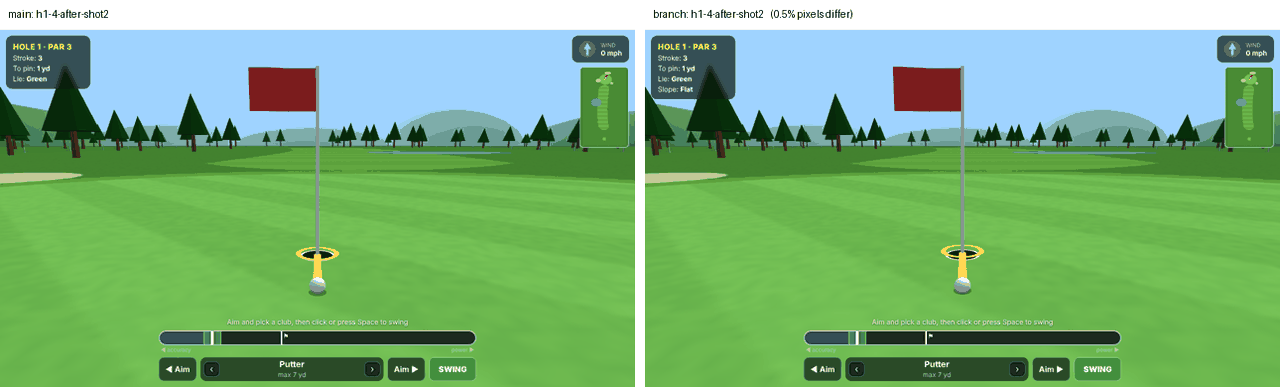 main: h1-4-after-shot2
HOLE 1 · PAR 3
Stroke: 3
To pin: 1 yd
Lie: Green
WIND
0 mph
Aim and pick a club, then click or press Space to swing
◀ accuracy
power ▶
◀ Aim
‹
Putter
max 7 yd
›
Aim ▶
SWING
branch: h1-4-after-shot2 (0.5% pixels differ)
HOLE 1 · PAR 3
Stroke: 3
To pin: 1 yd
Lie: Green
Slope: Flat
WIND
0 mph
Aim and pick a club, then click or press Space to swing
◀ accuracy
power ▶
◀ Aim
‹
Putter
max 7 yd
›
Aim ▶
SWING